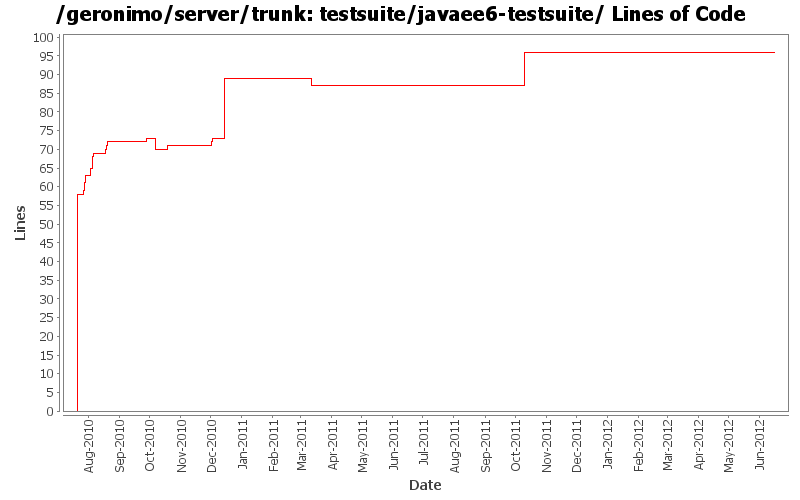 /geronimo/server/trunk: testsuite/javaee6-testsuite/ Lines of Code
100
95
90
85
80
75
70
65
60
55
50
45
40
35
30
25
20
15
10
5
0
Lines
Aug-2010
Sep-2010
Oct-2010
Nov-2010
Dec-2010
Jan-2011
Feb-2011
Mar-2011
Apr-2011
May-2011
Jun-2011
Jul-2011
Aug-2011
Sep-2011
Oct-2011
Nov-2011
Dec-2011
Jan-2012
Feb-2012
Mar-2012
Apr-2012
May-2012
Jun-2012
Date